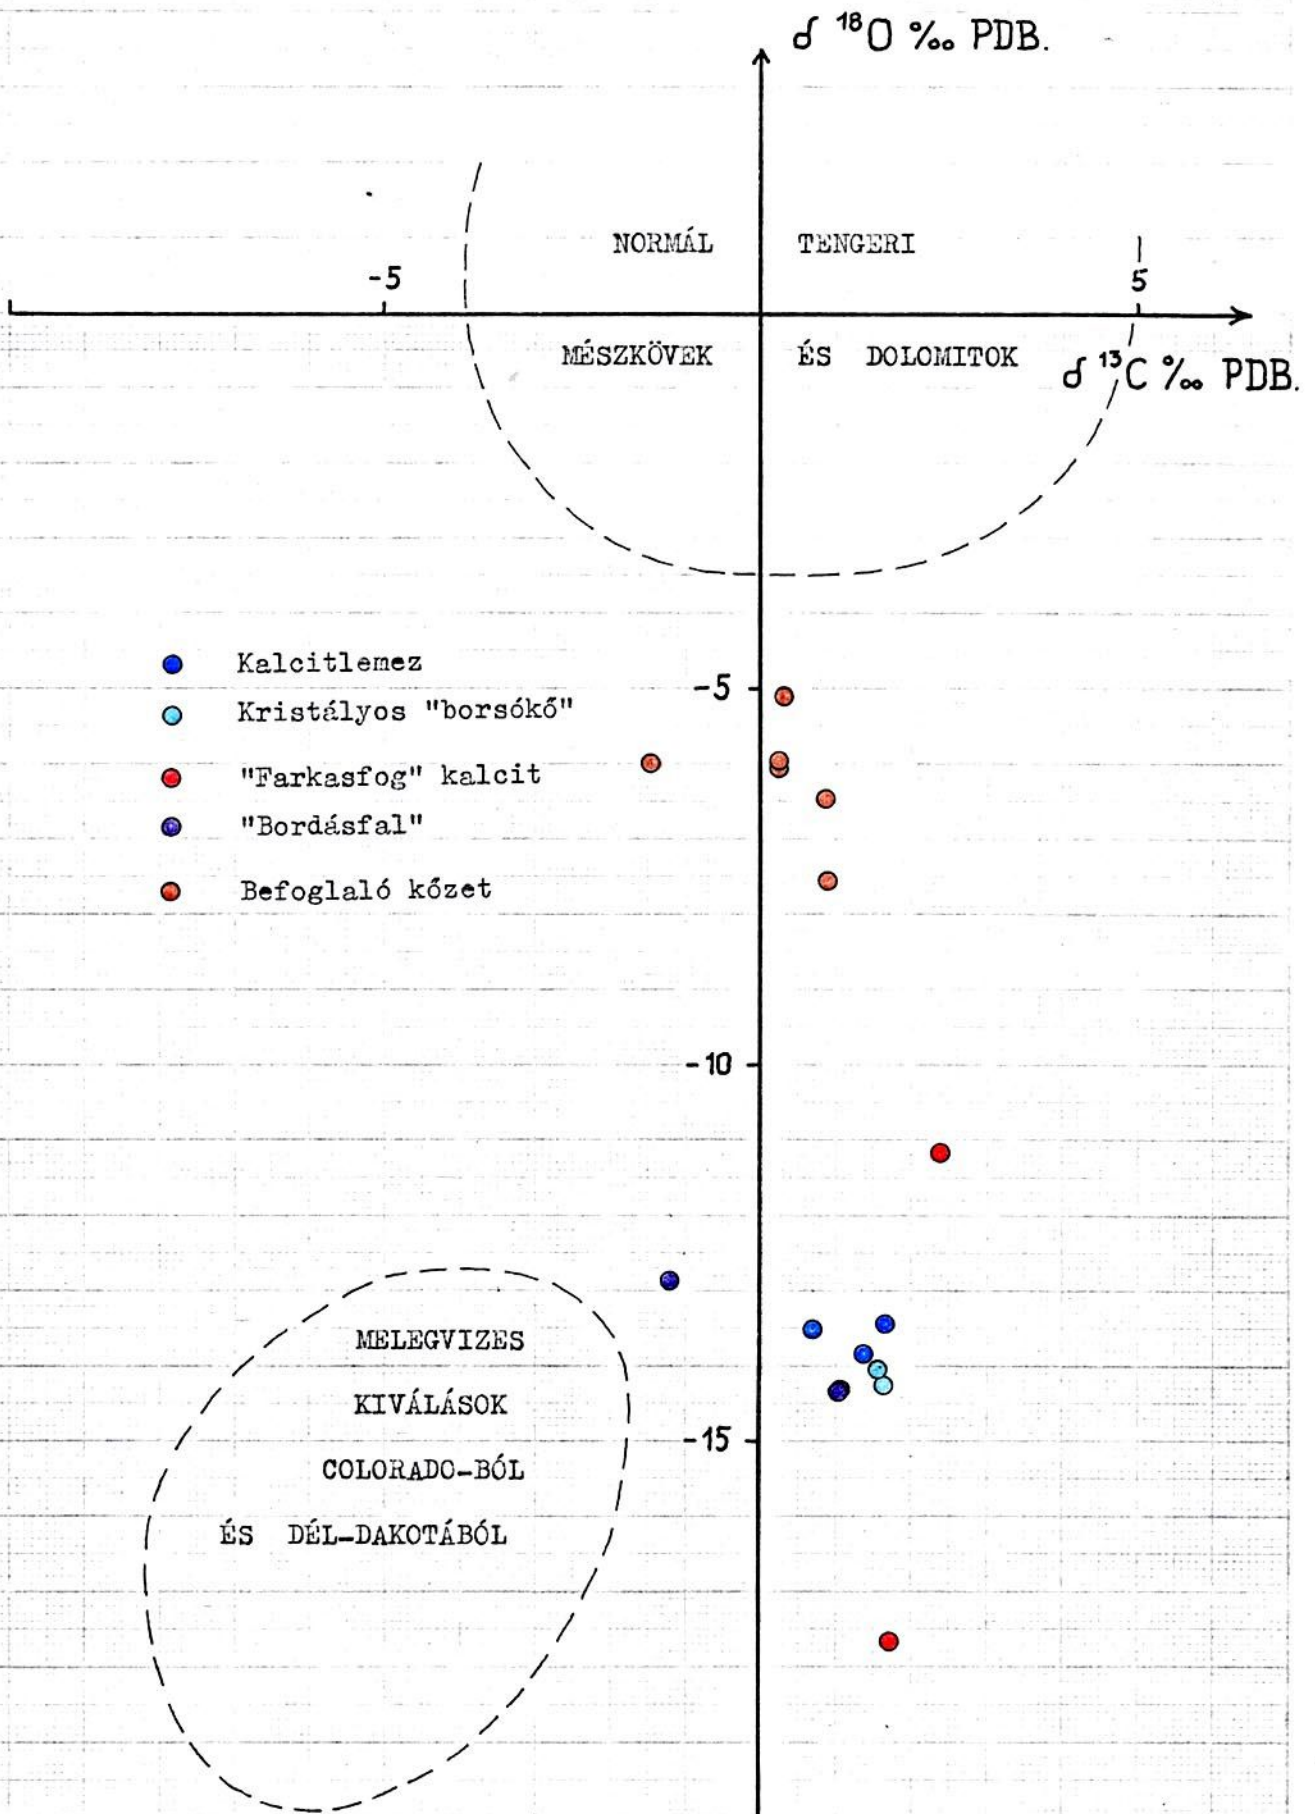 δ ¹⁸O ‰ PDB.
NORMÁL TENGERI
-5 5
MÉSZKÖVEK ÉS DOLOMITOK
δ ¹³C ‰ PDB.
Kalcitlemez
-5
Kristályos "borsókő"
"Farkasfog" kalcit
"Bordásfal"
Befoglaló kőzet
-10
MELEGVIZES
KIVÁLÁSOK
-15
COLORADO-BÓL
ÉS DÉL-DAKOTÁBÓL